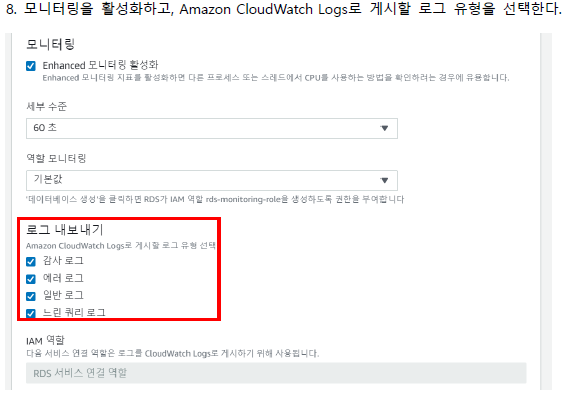 8. 모니터링을 활성화하고, Amazon CloudWatch Logs로 게시할 로그 유형을 선택한다.
모니터링
Enhanced 모니터링 활성화
Enhanced 모니터링 지표를 활성화하면 다른 프로세스 또는 스레드에서 CPU를 사용하는 방법을 확인하려는 경우에 유용합니다.
세부 수준
60 초
역할 모니터링
기본값
'데이터베이스 생성'을 클릭하면 RDS가 IAM 역할 rds-monitoring-role을 생성하도록 권한을 부여합니다
로그 내보내기
Amazon CloudWatch Logs로 게시할 로그 유형 선택
감사 로그
에러 로그
일반 로그
느린 쿼리 로그
IAM 역할
다음 서비스 연결 역할은 로그를 CloudWatch Logs로 게시하기 위해 사용됩니다.
RDS 서비스 연결 역할